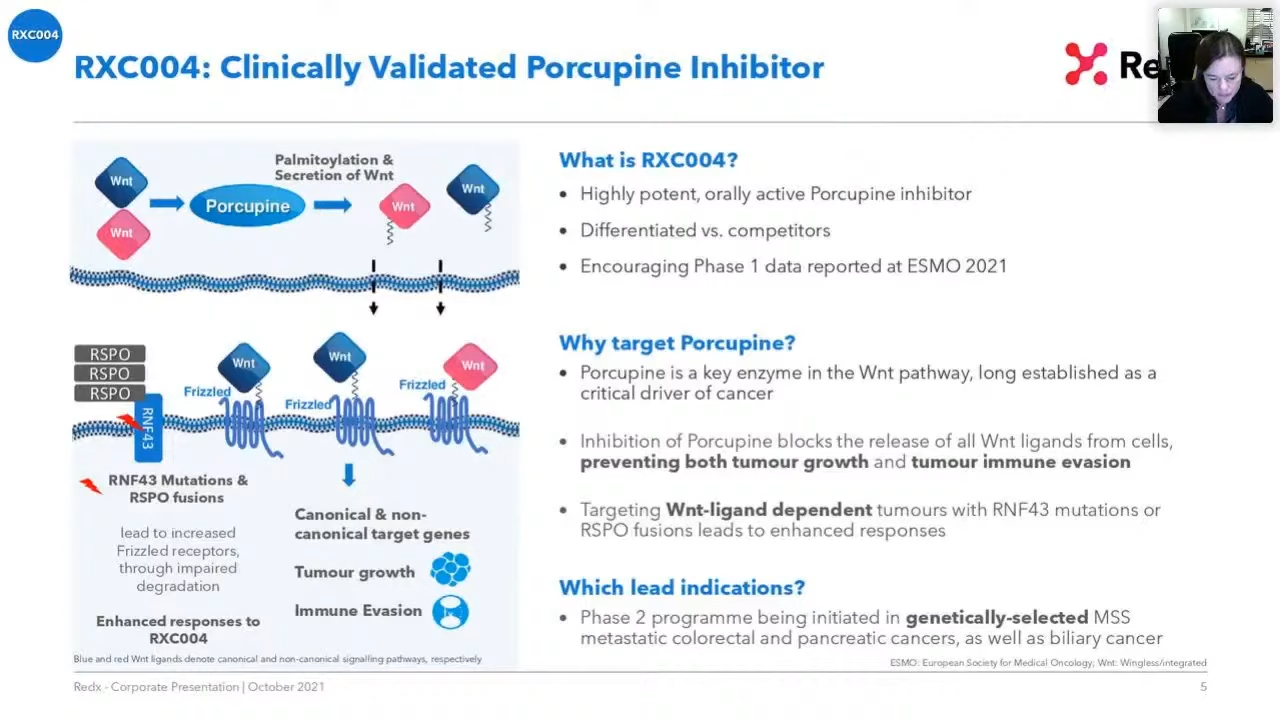 RXC004
RXC004: Clinically Validated Porcupine Inhibitor
Re
Palmitoylation &
Secretion of Wnt
Wnt
Wnt
Porcupine
Wnt
Wnt
RSPO
RSPO
RSPO
RNF43
Wnt
Wnt
Wnt
Frizzled
Frizzled
Frizzled
RNF43 Mutations &
RSPO fusions
lead to increased
Frizzled receptors,
through impaired
degradation
Enhanced responses to
RXC004
Canonical & non-
canonical target genes
Tumour growth
Immune Evasion
Blue and red Wnt ligands denote canonical and non-canonical signalling pathways, respectively
What is RXC004?
• Highly potent, orally active Porcupine inhibitor
• Differentiated vs. competitors
• Encouraging Phase 1 data reported at ESMO 2021
Why target Porcupine?
• Porcupine is a key enzyme in the Wnt pathway, long established as a
critical driver of cancer
• Inhibition of Porcupine blocks the release of all Wnt ligands from cells,
preventing both tumour growth and tumour immune evasion
• Targeting Wnt-ligand dependent tumours with RNF43 mutations or
RSPO fusions leads to enhanced responses
Which lead indications?
• Phase 2 programme being initiated in genetically-selected MSS
metastatic colorectal and pancreatic cancers, as well as biliary cancer
ESMO: European Society for Medical Oncology; Wnt: Wingless/integrated
Redx - Corporate Presentation | October 2021
5